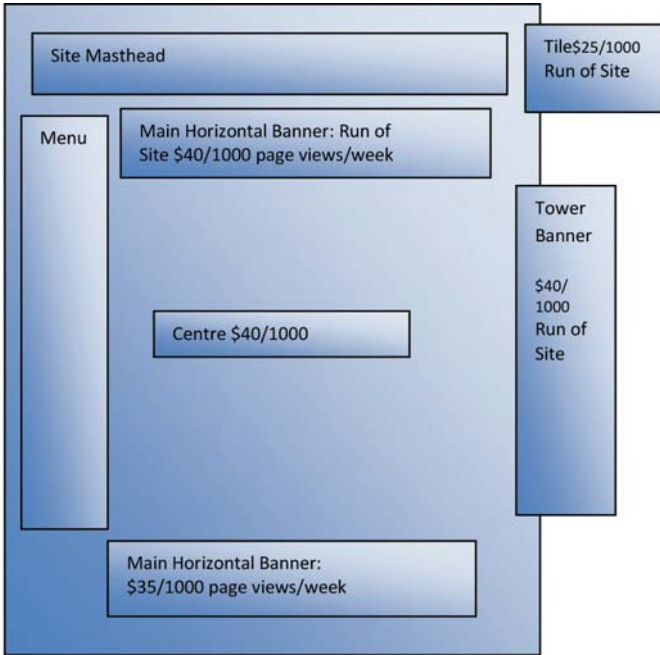 Site Masthead
Tile$25/1000
Run of Site
Menu
Main Horizontal Banner: Run of
Site $40/1000 page views/week
Tower
Banner
$40/
1000
Run of
Site
Centre $40/1000
Main Horizontal Banner:
$35/1000 page views/week